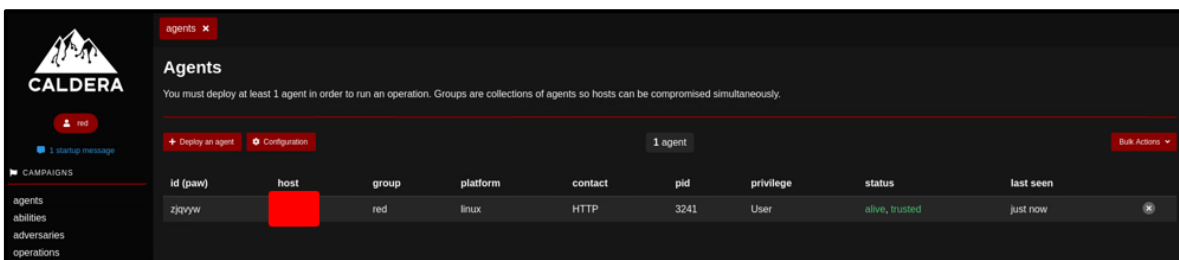 agents ×
CALDERA
Agents
You must deploy at least 1 agent in order to run an operation. Groups are collections of agents so hosts can be compromised simultaneously.
red
1 startup message
+ Deploy an agent Configuration 1 agent Bulk Actions
CAMPAIGNS
id (paw) host group platform contact pid privilege status last seen
zjqvyw red linux HTTP 3241 User alive, trusted just now
agents
abilities
adversaries
operations